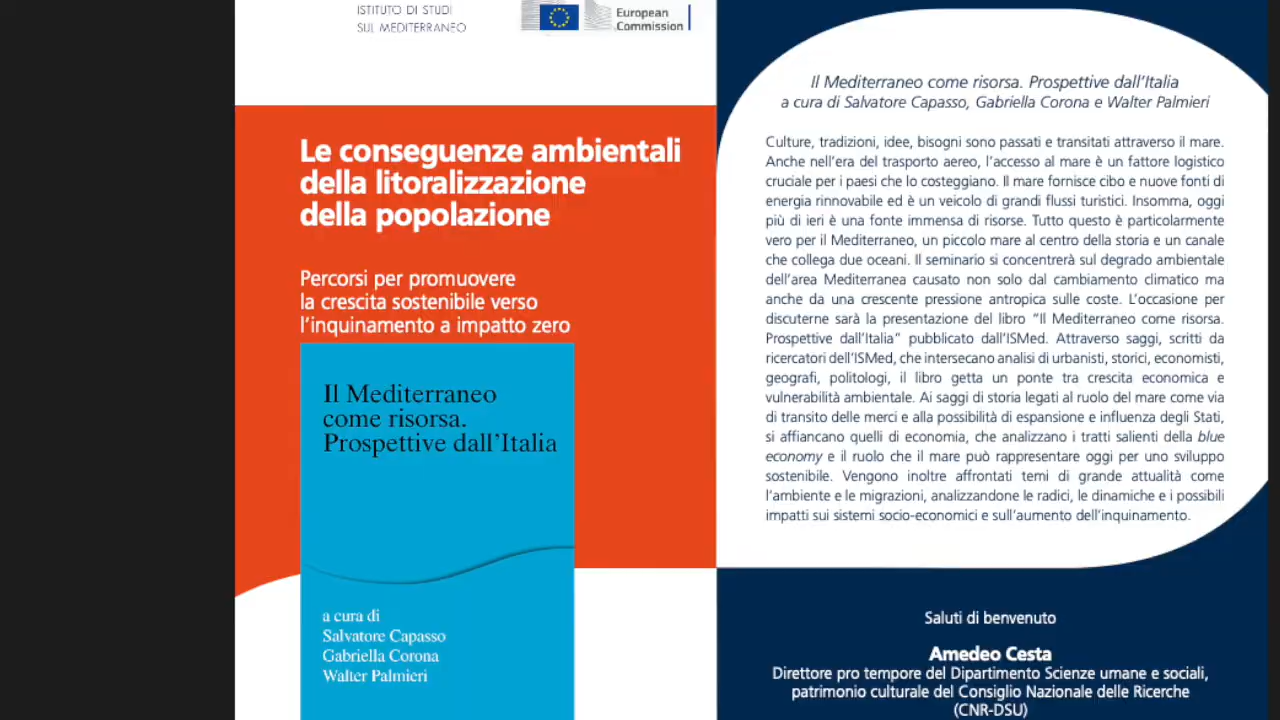 ISTITUTO DI STUDI
SUL MEDITERRANEO
European
Commission
Le conseguenze ambientali
della litoralizzazione
della popolazione
Percorsi per promuovere
la crescita sostenibile verso
l'inquinamento a impatto zero
Il Mediterraneo
come risorsa.
Prospettive dall'Italia
a cura di
Salvatore Capasso
Gabriella Corona
Walter Palmieri
Il Mediterraneo come risorsa. Prospettive dall'Italia
a cura di Salvatore Capasso, Gabriella Corona e Walter Palmieri
Culture, tradizioni, idee, bisogni sono passati e transitati attraverso il mare.
Anche nell'era del trasporto aereo, l'accesso al mare è un fattore logistico
cruciale per i paesi che lo costeggiano. Il mare fornisce cibo e nuove fonti di
energia rinnovabile ed è un veicolo di grandi flussi turistici. Insomma, oggi
più di ieri è una fonte immensa di risorse. Tutto questo è particolarmente
vero per il Mediterraneo, un piccolo mare al centro della storia e un canale
che collega due oceani. Il seminario si concentrerà sul degrado ambientale
dell'area Mediterranea causato non solo dal cambiamento climatico ma
anche da una crescente pressione antropica sulle coste. L'occasione per
discuterne sarà la presentazione del libro "Il Mediterraneo come risorsa.
Prospettive dall'Italia" pubblicato dall'ISMed. Attraverso saggi, scritti da
ricercatori dell'ISMed, che intersecano analisi di urbanisti, storici, economisti,
geografi, politologi, il libro getta un ponte tra crescita economica e
vulnerabilità ambientale. Ai saggi di storia legati al ruolo del mare come via
di transito delle merci e alla possibilità di espansione e influenza degli Stati,
si affiancano quelli di economia, che analizzano i tratti salienti della blue
economy e il ruolo che il mare può rappresentare oggi per uno sviluppo
sostenibile. Vengono inoltre affrontati temi di grande attualità come
l'ambiente e le migrazioni, analizzandone le radici, le dinamiche e i possibili
impatti sui sistemi socio-economici e sull'aumento dell'inquinamento.
Saluti di benvenuto
Amedeo Cesta
Direttore pro tempore del Dipartimento Scienze umane e sociali,
patrimonio culturale del Consiglio Nazionale delle Ricerche
(CNR-DSU)